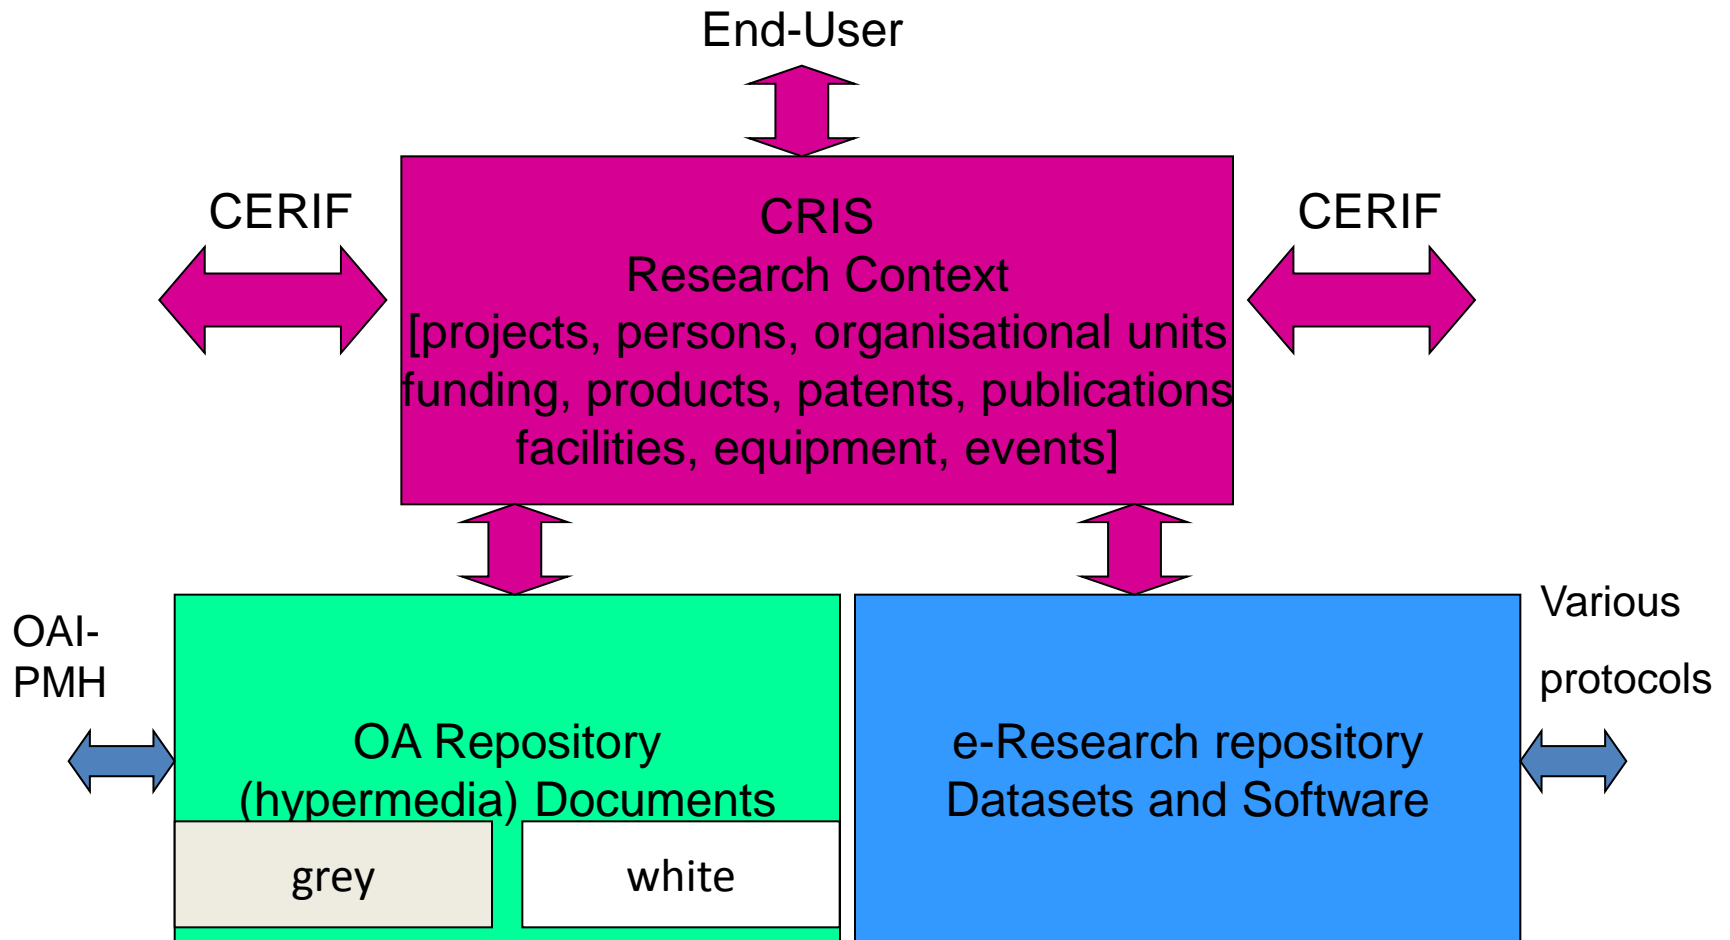 End-User
CERIF
CERIF
CRIS
Research Context
[projects, persons, organisational units
funding, products, patents, publications
facilities, equipment, events]
OAI-
PMH
Various
protocols
OA Repository
(hypermedia) Documents
grey
white
e-Research repository
Datasets and Software